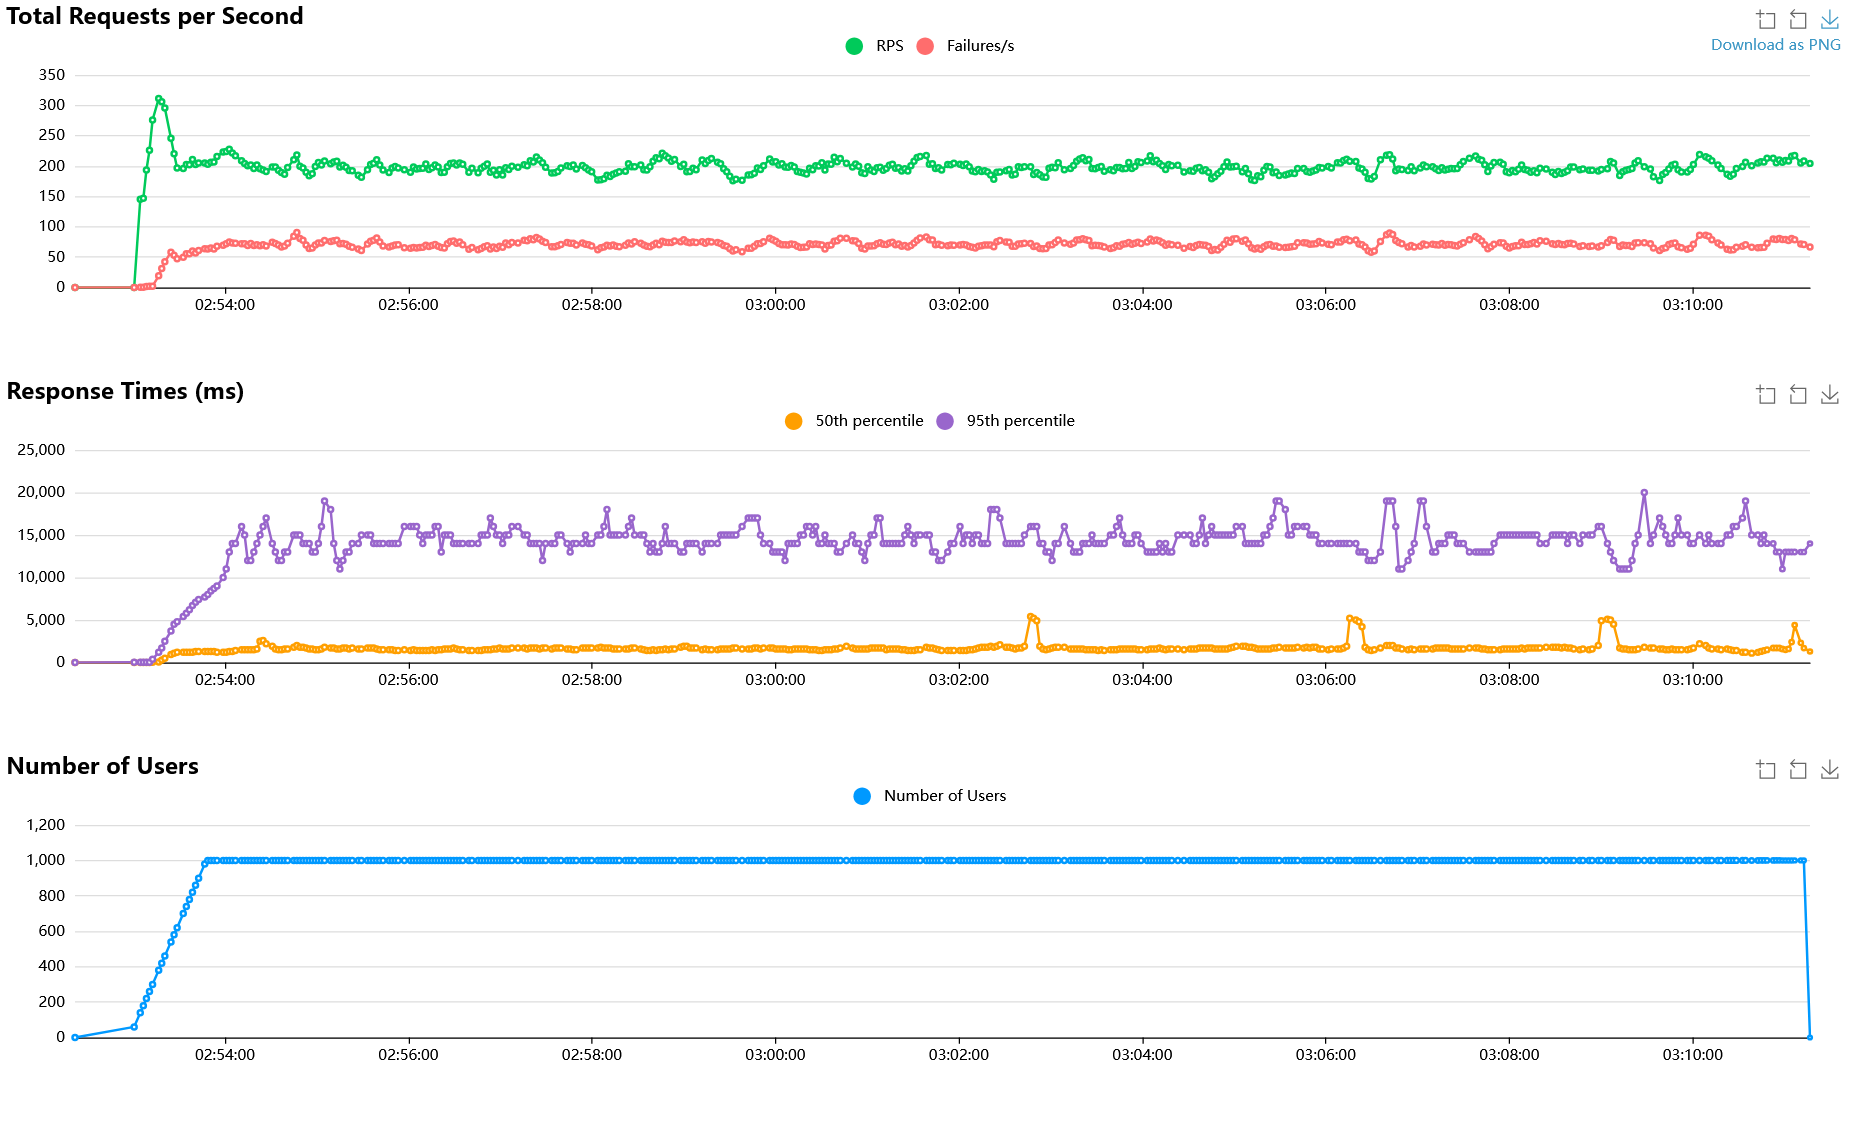 Total Requests per Second
RPS Failures/s
Download as PNG
350
300
250
200
150
100
50
0
02:54:00 02:56:00 02:58:00 03:00:00 03:02:00 03:04:00 03:06:00 03:08:00 03:10:00
Response Times (ms)
50th percentile 95th percentile
25,000
20,000
15,000
10,000
5,000
0
02:54:00 02:56:00 02:58:00 03:00:00 03:02:00 03:04:00 03:06:00 03:08:00 03:10:00
Number of Users
Number of Users
1,200
1,000
800
600
400
200
0
02:54:00 02:56:00 02:58:00 03:00:00 03:02:00 03:04:00 03:06:00 03:08:00 03:10:00